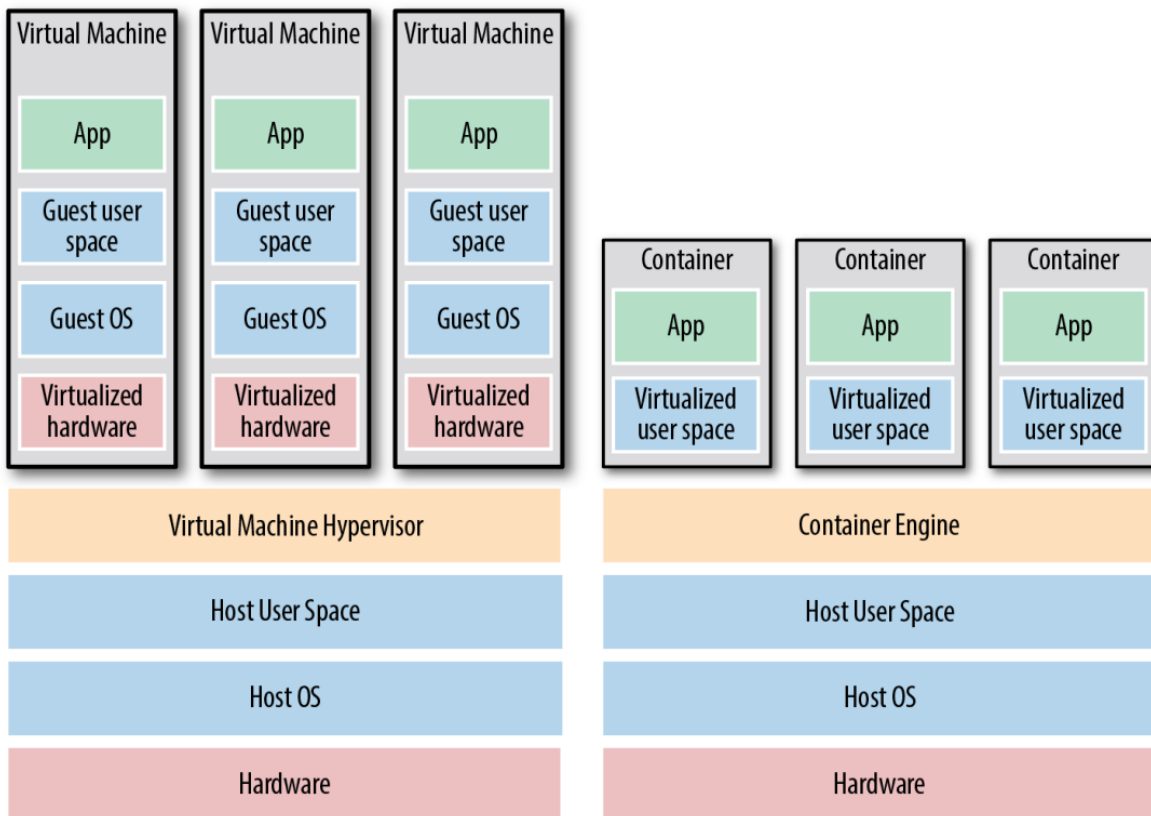 Virtual Machine
App
Guest user
space
Guest OS
Virtualized
hardware
Virtual Machine
App
Guest user
space
Guest OS
Virtualized
hardware
Virtual Machine
App
Guest user
space
Guest OS
Virtualized
hardware
Virtual Machine Hypervisor
Host User Space
Host OS
Hardware
Container
App
Virtualized
user space
Container
App
Virtualized
user space
Container
App
Virtualized
user space
Container Engine
Host User Space
Host OS
Hardware